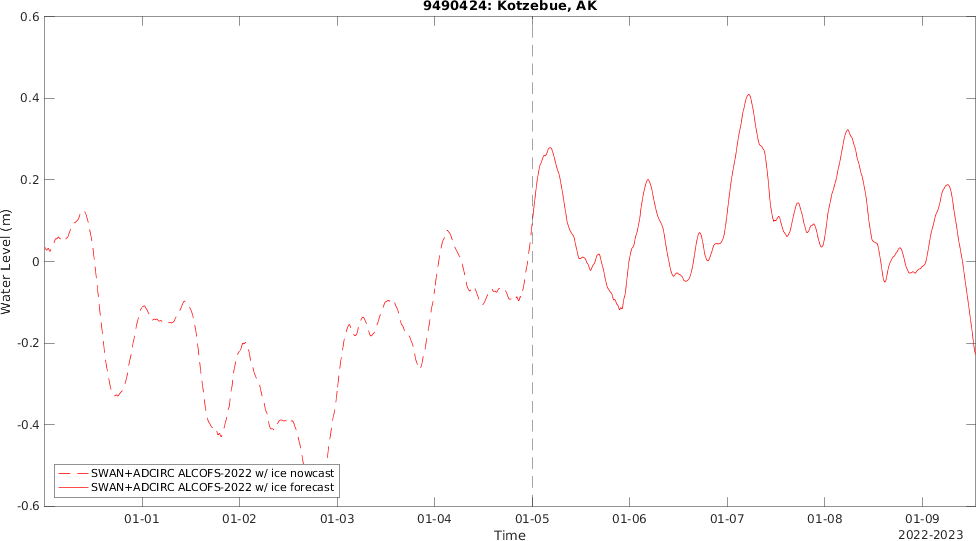 9490424: Kotzebue, AK
0.6
0.4
0.2
0
-0.2
-0.4
-0.6
Water Level (m)
SWAN+ADCIRC ALCOFS-2022 w/ ice nowcast
SWAN+ADCIRC ALCOFS-2022 w/ ice forecast
01-01 01-02 01-03 01-04 01-05 01-06 01-07 01-08 01-09
Time
2022-2023